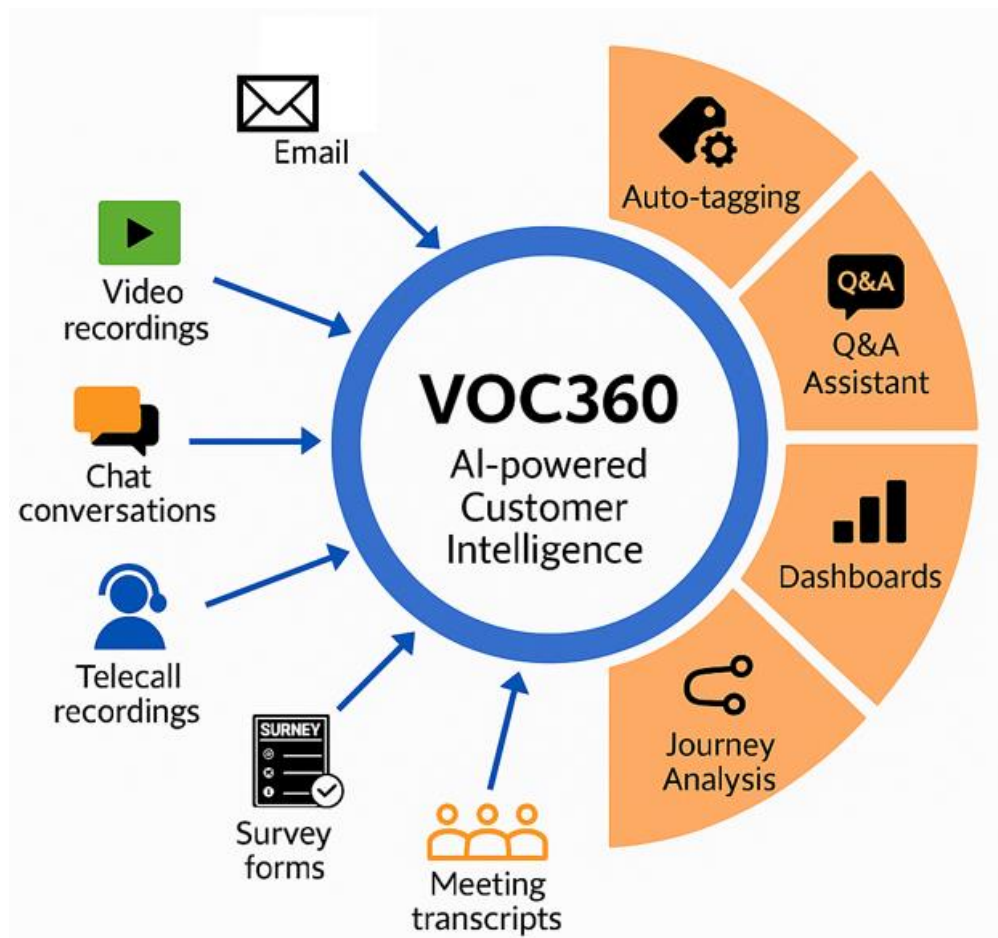 Email
Video
recordings
Chat
conversations
Telecall
recordings
SURNEY
Survey
forms
Meeting
transcripts
VOC360
AI-powered
Customer
Intelligence
Auto-tagging
Q&A
Q&A
Assistant
Dashboards
Journey
Analysis